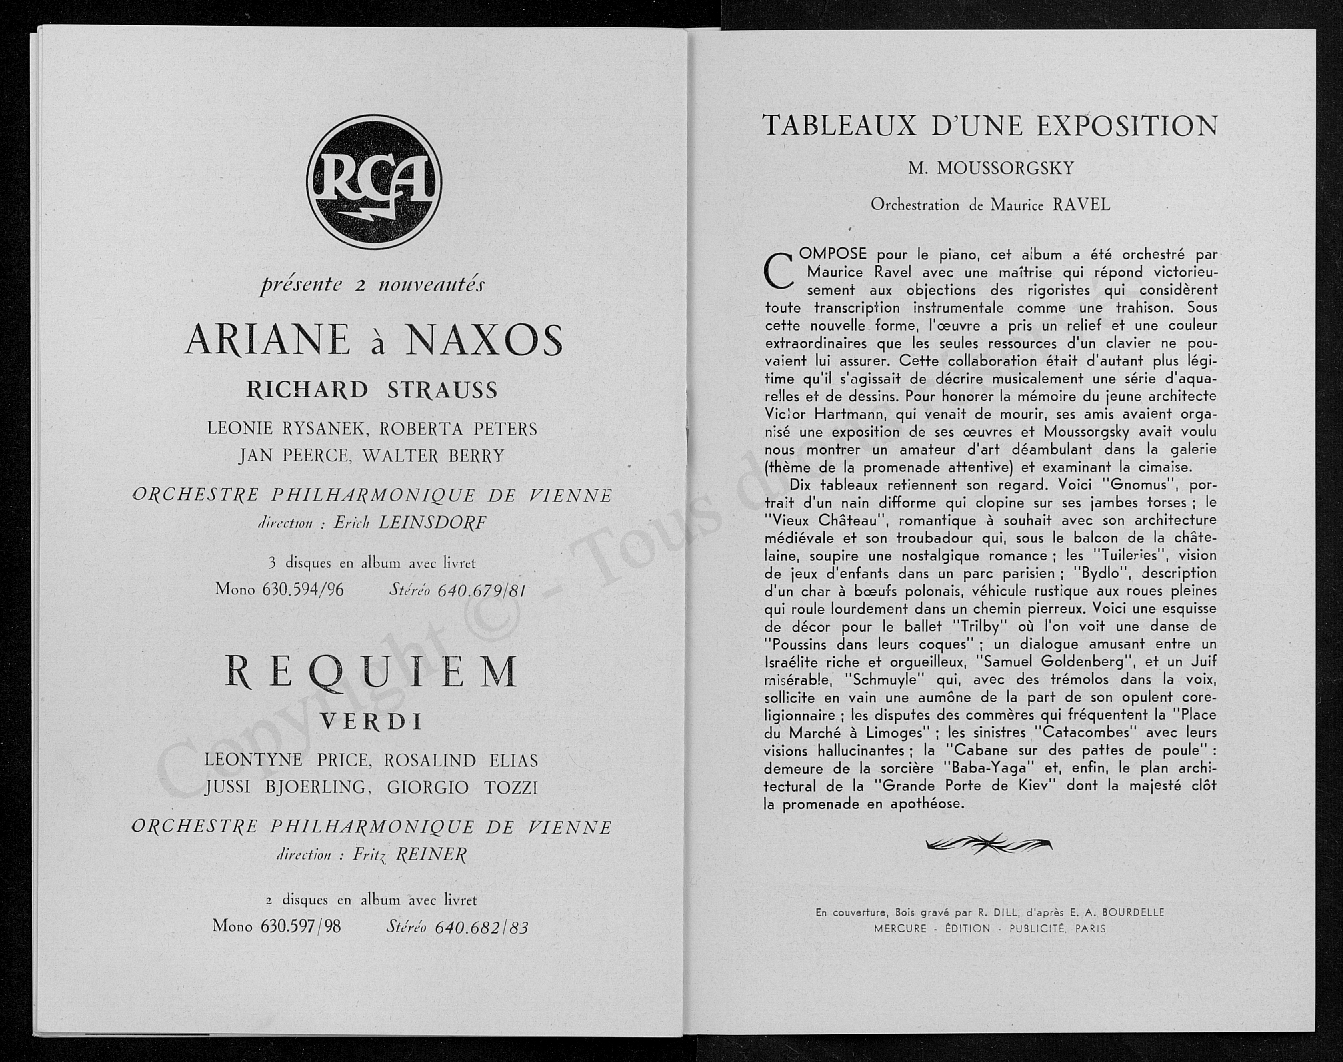 RCA
présente 2 nouveautés
ARIANE à NAXOS
RICHARD STRAUSS
LEONIE RYSANEK, ROBERTA PETERS
JAN PEERCE, WALTER BERRY
ORCHESTRE PHILHARMONIQUE DE VIENNE
direction : Erich LEINSDORF
3 disques en album avec livret
Mono 630.594/96 Stéréo 640.679/81
REQUIEM
VERDI
LEONTYNE PRICE, ROSALIND ELIAS
JUSSI BJOERLING, GIORGIO TOZZI
ORCHESTRE PHILHARMONIQUE DE VIENNE
direction : Fritz REINER
2 disques en album avec livret
Mono 630.597/98 Stéréo 640.682/83
TABLEAUX D'UNE EXPOSITION
M. MOUSSORGSKY
Orchestration de Maurice RAVEL
COMPOSE pour le piano, cet album a été orchestré par
Maurice Ravel avec une maîtrise qui répond victorieu-
sement aux objections des rigoristes qui considèrent
toute transcription instrumentale comme une trahison. Sous
cette nouvelle forme, l'œuvre a pris un relief et une couleur
extraordinaires que les seules ressources d'un clavier ne pou-
vaient lui assurer. Cette collaboration était d'autant plus légi-
time qu'il s'agissait de décrire musicalement une série d'aqua-
relles et de dessins. Pour honorer la mémoire du jeune architecte
Victor Hartmann, qui venait de mourir, ses amis avaient orga-
nisé une exposition de ses œuvres et Moussorgsky avait voulu
nous montrer un amateur d'art déambulant dans la galerie
(thème de la promenade attentive) et examinant la cimaise.
Dix tableaux retiennent son regard. Voici "Gnomus", por-
trait d'un nain difforme qui clopine sur ses jambes torses ; le
"Vieux Château", romantique à souhait avec son architecture
médiévale et son troubadour qui, sous le balcon de la châte-
laine, soupire une nostalgique romance ; les "Tuileries", vision
de jeux d'enfants dans un parc parisien ; "Bydlo", description
d'un char à bœufs polonais, véhicule rustique aux roues pleines
qui roule lourdement dans un chemin pierreux. Voici une esquisse
de décor pour le ballet "Trilby" où l'on voit une danse de
"Poussins dans leurs coques" ; un dialogue amusant entre un
Israélite riche et orgueilleux, "Samuel Goldenberg", et un Juif
misérable, "Schmuyle" qui, avec des trémolos dans la voix,
sollicite en vain une aumône de la part de son opulent core-
ligionnaire ; les disputes des commères qui fréquentent la "Place
du Marché à Limoges" ; les sinistres "Catacombes" avec leurs
visions hallucinantes ; la "Cabane sur des pattes de poule" :
demeure de la sorcière "Baba-Yaga" et, enfin, le plan archi-
tectural de la "Grande Porte de Kiev" dont la majesté clôt
la promenade en apothéose.
En couverture, Bois gravé par R. DILL, d'après E. A. BOURDELLE
MERCURE - ÉDITION - PUBLICITÉ, PARIS
Copyright © - Tous droits